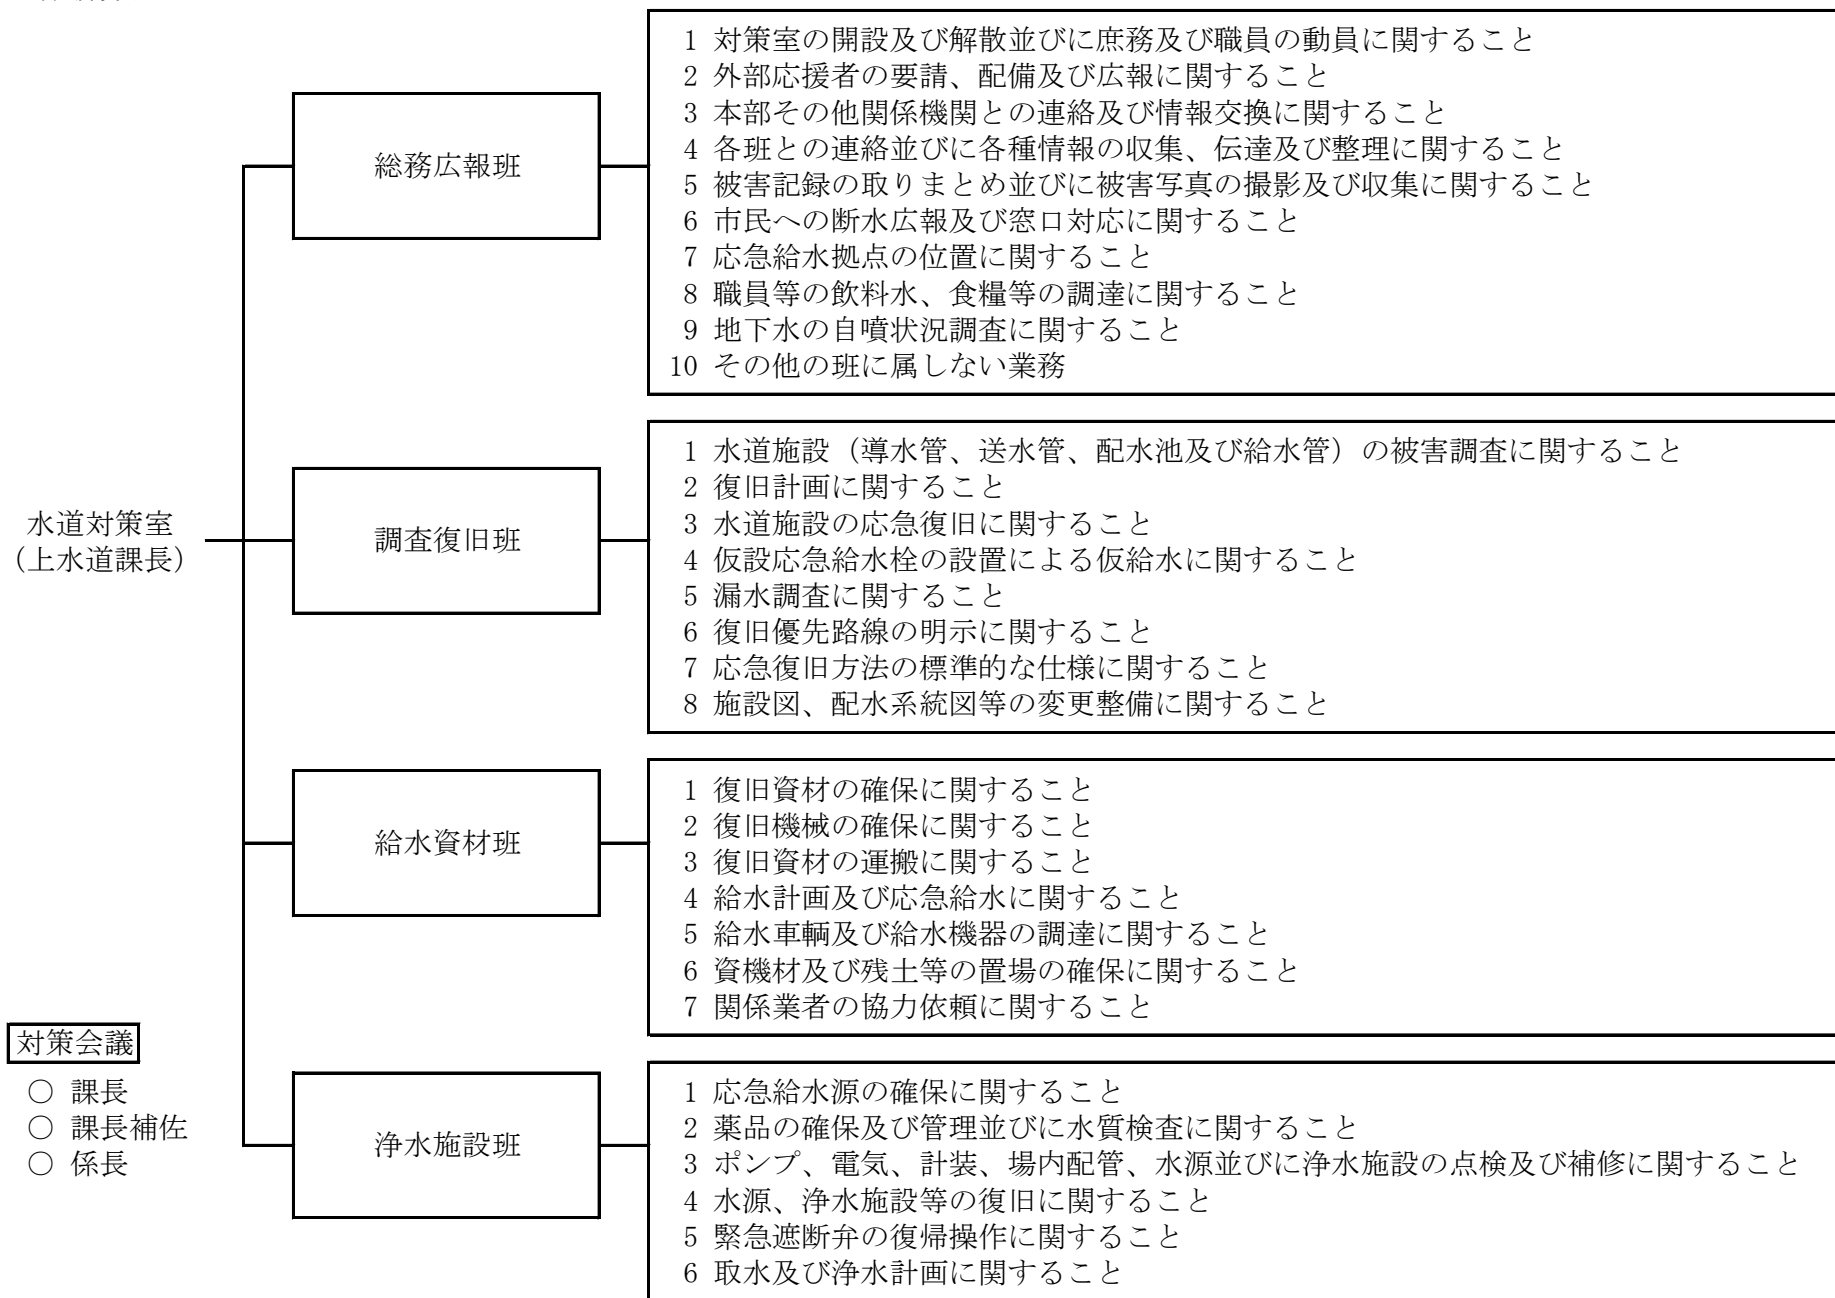 総務広報班
1 対策室の開設及び解散並びに庶務及び職員の動員に関すること
2 外部応援者の要請、配備及び広報に関すること
3 本部その他関係機関との連絡及び情報交換に関すること
4 各班との連絡並びに各種情報の収集、伝達及び整理に関すること
5 被害記録の取りまとめ並びに被害写真の撮影及び収集に関すること
6 市民への断水広報及び窓口対応に関すること
7 応急給水拠点の位置に関すること
8 職員等の飲料水、食糧等の調達に関すること
9 地下水の自噴状況調査に関すること
10 その他の班に属しない業務
水道対策室
(上水道課長)
調査復旧班
1 水道施設（導水管、送水管、配水池及び給水管）の被害調査に関すること
2 復旧計画に関すること
3 水道施設の応急復旧に関すること
4 仮設応急給水栓の設置による仮給水に関すること
5 漏水調査に関すること
6 復旧優先路線の明示に関すること
7 応急復旧方法の標準的な仕様に関すること
8 施設図、配水系統図等の変更整備に関すること
給水資材班
1 復旧資材の確保に関すること
2 復旧機械の確保に関すること
3 復旧資材の運搬に関すること
4 給水計画及び応急給水に関すること
5 給水車輌及び給水機器の調達に関すること
6 資機材及び残土等の置場の確保に関すること
7 関係業者の協力依頼に関すること
対策会議
○ 課長
○ 課長補佐
○ 係長
浄水施設班
1 応急給水源の確保に関すること
2 薬品の確保及び管理並びに水質検査に関すること
3 ポンプ、電気、計装、場内配管、水源並びに浄水施設の点検及び補修に関すること
4 水源、浄水施設等の復旧に関すること
5 緊急遮断弁の復帰操作に関すること
6 取水及び浄水計画に関すること